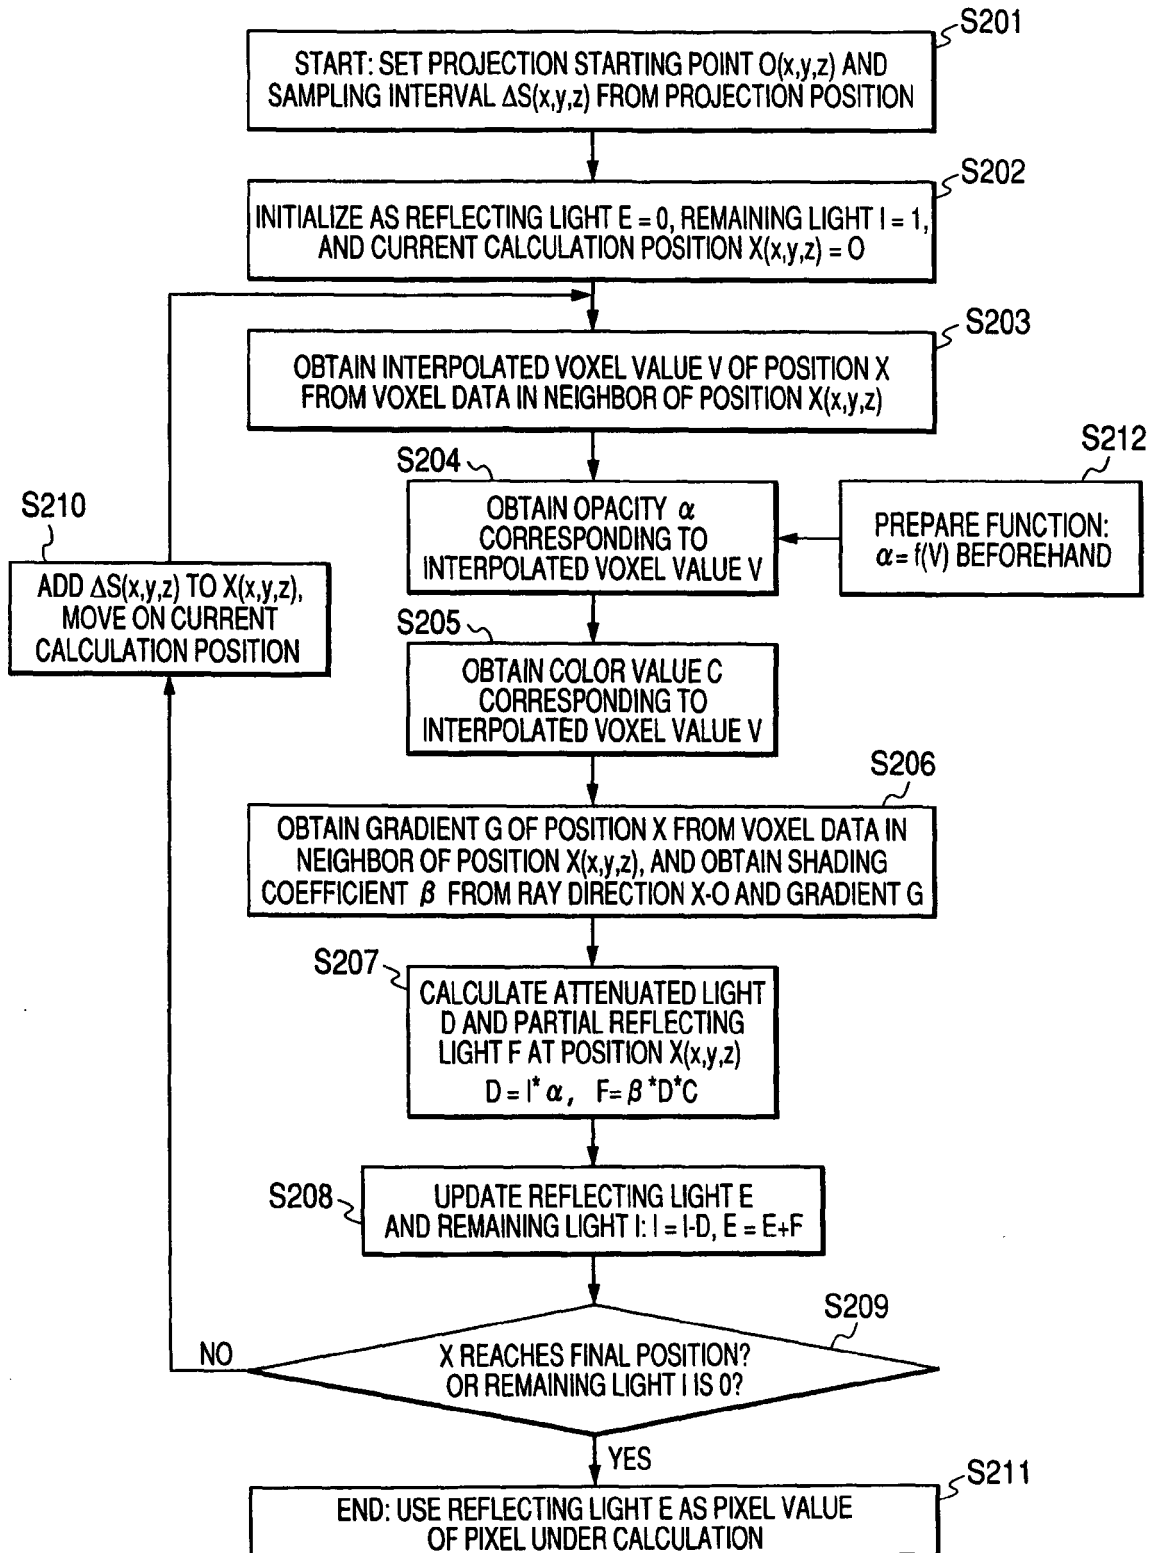 S201
START: SET PROJECTION STARTING POINT O(x,y,z) AND
SAMPLING INTERVAL ΔS(x,y,z) FROM PROJECTION POSITION
S202
INITIALIZE AS REFLECTING LIGHT E = 0, REMAINING LIGHT I = 1,
AND CURRENT CALCULATION POSITION X(x,y,z) = O
S203
OBTAIN INTERPOLATED VOXEL VALUE V OF POSITION X
FROM VOXEL DATA IN NEIGHBOR OF POSITION X(x,y,z)
S204
OBTAIN OPACITY α
CORRESPONDING TO
INTERPOLATED VOXEL VALUE V
S212
PREPARE FUNCTION:
α = f(V) BEFOREHAND
S210
ADD ΔS(x,y,z) TO X(x,y,z),
MOVE ON CURRENT
CALCULATION POSITION
S205
OBTAIN COLOR VALUE C
CORRESPONDING TO
INTERPOLATED VOXEL VALUE V
S206
OBTAIN GRADIENT G OF POSITION X FROM VOXEL DATA IN
NEIGHBOR OF POSITION X(x,y,z), AND OBTAIN SHADING
COEFFICIENT β FROM RAY DIRECTION X-O AND GRADIENT G
S207
CALCULATE ATTENUATED LIGHT
D AND PARTIAL REFLECTING
LIGHT F AT POSITION X(x,y,z)
D = I* α, F= β *D*C
S208
UPDATE REFLECTING LIGHT E
AND REMAINING LIGHT I: I = I-D, E = E+F
S209
X REACHES FINAL POSITION?
OR REMAINING LIGHT I IS 0?
NO
YES
S211
END: USE REFLECTING LIGHT E AS PIXEL VALUE
OF PIXEL UNDER CALCULATION